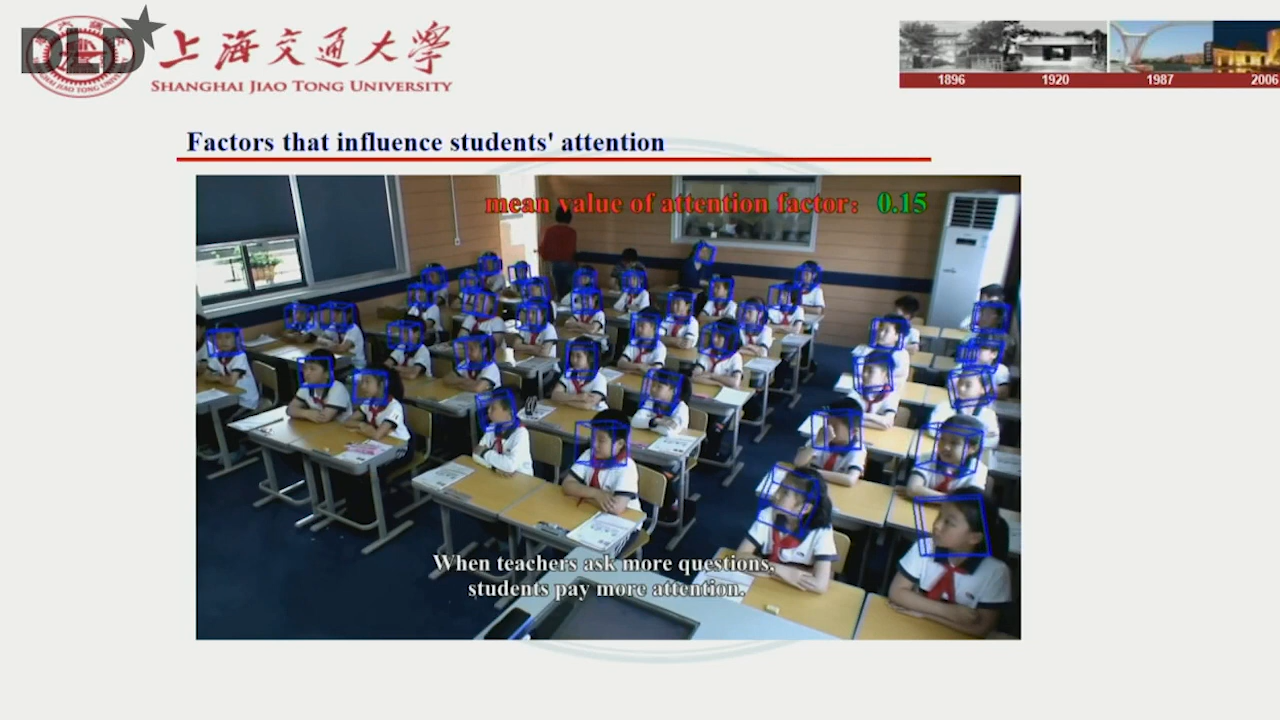 DLD★
上海交通大學
SHANGHAI JIAO TONG UNIVERSITY
1896 1920 1987 2006
Factors that influence students' attention
mean value of attention factor: 0.15
When teachers ask more questions,
students pay more attention.